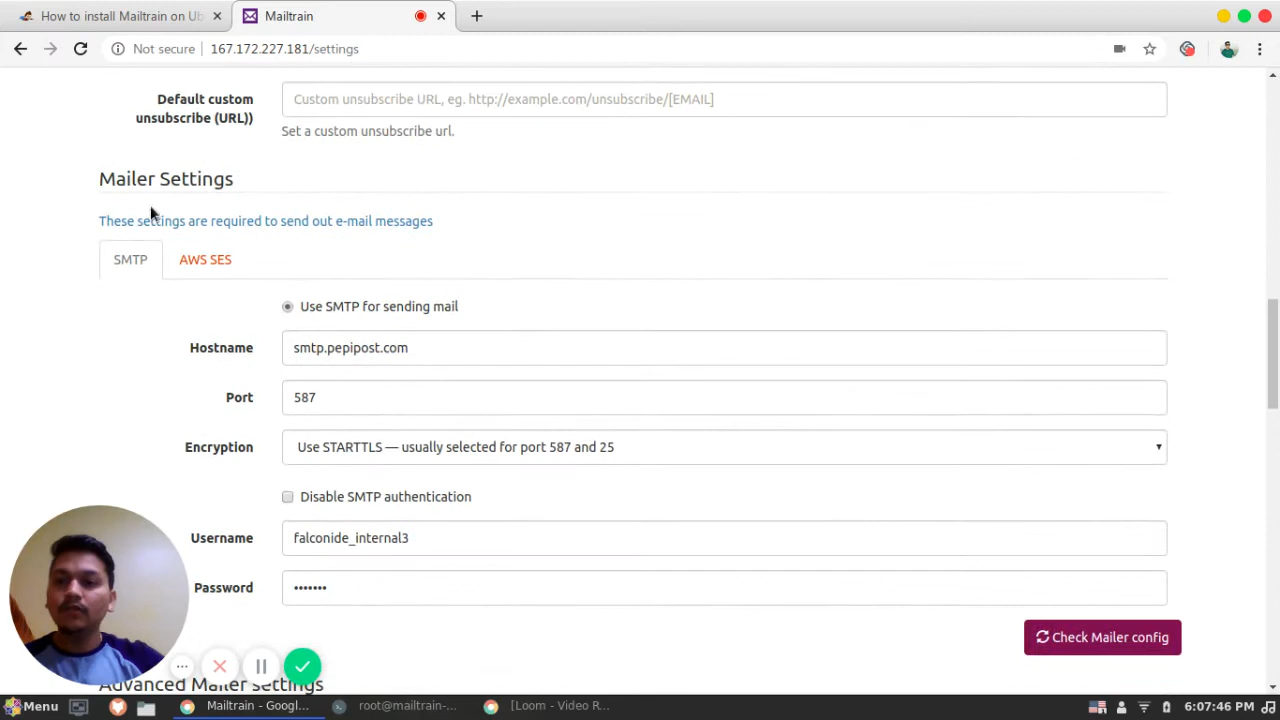 How to install Mailtrain on Ub
Mailtrain
Not secure
167.172.227.181/settings
Default custom
unsubscribe (URL))
Custom unsubscribe URL, eg. http://example.com/unsubscribe/[EMAIL]
Set a custom unsubscribe url.
Mailer Settings
These settings are required to send out e-mail messages
SMTP
AWS SES
Use SMTP for sending mail
Hostname
smtp.pepipost.com
Port
587
Encryption
Use STARTTLS — usually selected for port 587 and 25
Disable SMTP authentication
Username
falconide_internal3
Password
•••••••
Check Mailer config
Advanced Mailer settings
Menu
Mailtrain - Googl...
root@mailtrain-...
[Loom - Video R...
6:07:46 PM